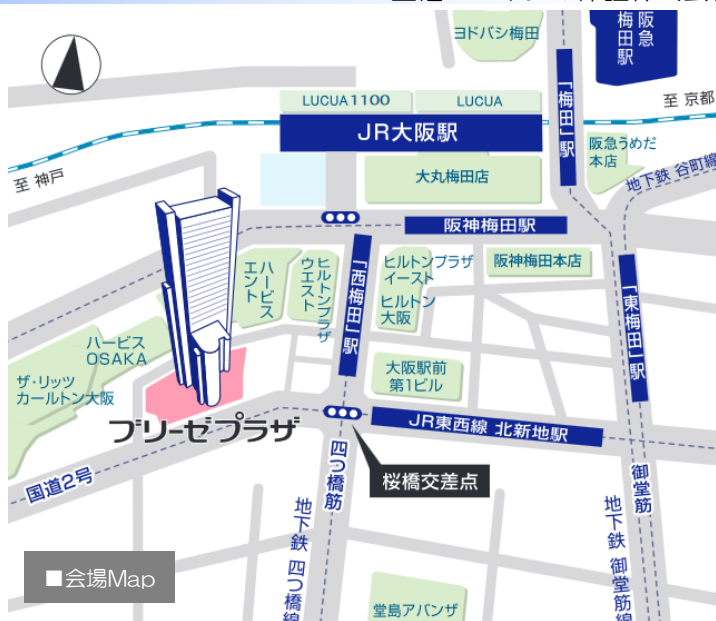 ヨドバシ梅田
阪急
梅田駅
LUCUA1100
LUCUA
至 京都
JR大阪駅
「梅田」駅
阪急うめだ
本店
至 神戸
大丸梅田店
地下鉄 谷町線
阪神梅田駅
ハービス
エント
ヒルトンプラザ
ウエスト
「西梅田」駅
ヒルトンプラザ
イースト
ヒルトン
大阪
阪神梅田本店
「東梅田」駅
ハービス
OSAKA
ザ・リッツ
カールトン大阪
大阪駅前
第1ビル
ブリーゼプラザ
JR東西線 北新地駅
国道2号
四つ橋筋
桜橋交差点
御堂筋
地下鉄 四つ橋線
地下鉄 御堂筋線
■会場Map
堂島アバンザ